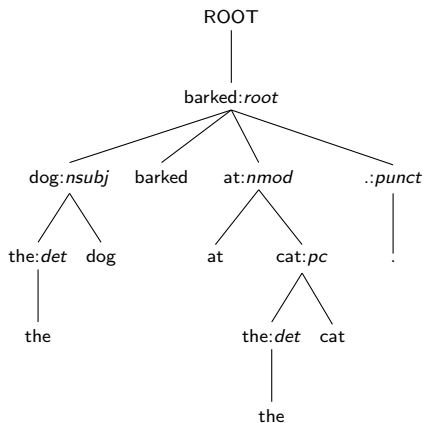 ROOT
barked:root
dog:nsubj barked at:nmod .:punct
the:det dog at cat:pc .
the the:det cat
the